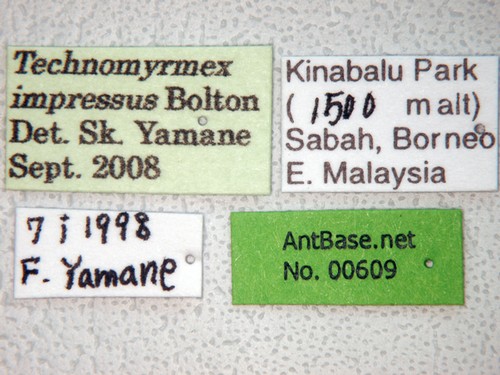 Technomyrmex
impressus Bolton
Det. Sk. Yamane
Sept. 2008
Kinabalu Park
( 1500 m alt)
Sabah, Borneo
E. Malaysia
7 i 1998
F. Yamane
AntBase.net
No. 00609